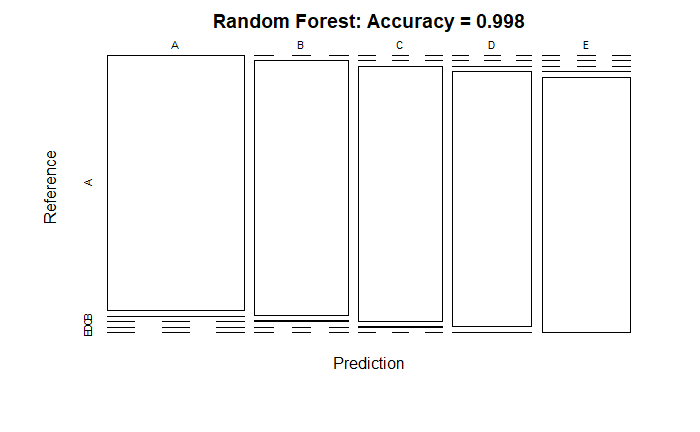 Random Forest: Accuracy = 0.998
A B C D E
Reference
A
B
C
D
E
Prediction